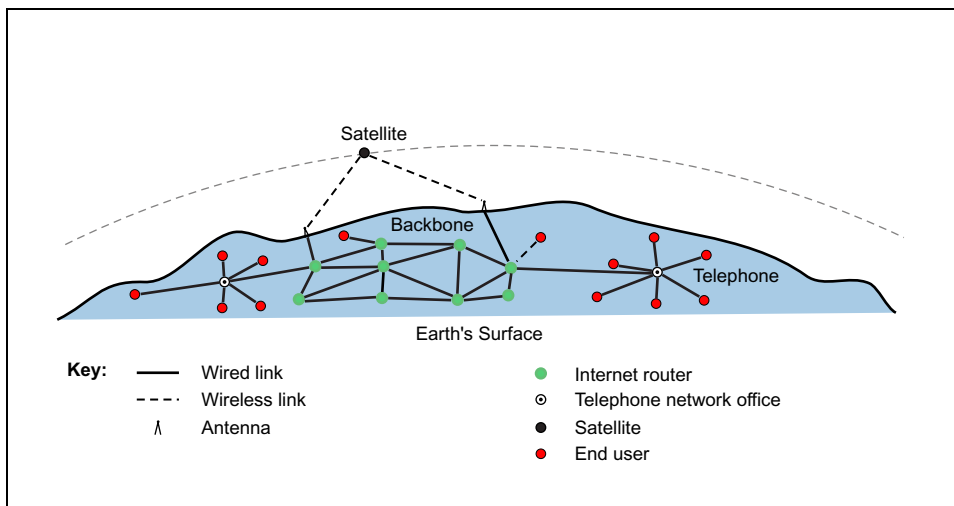 Satellite
Backbone
Telephone
Earth's Surface
Key:
Wired link
Wireless link
Antenna
Internet router
Telephone network office
Satellite
End user